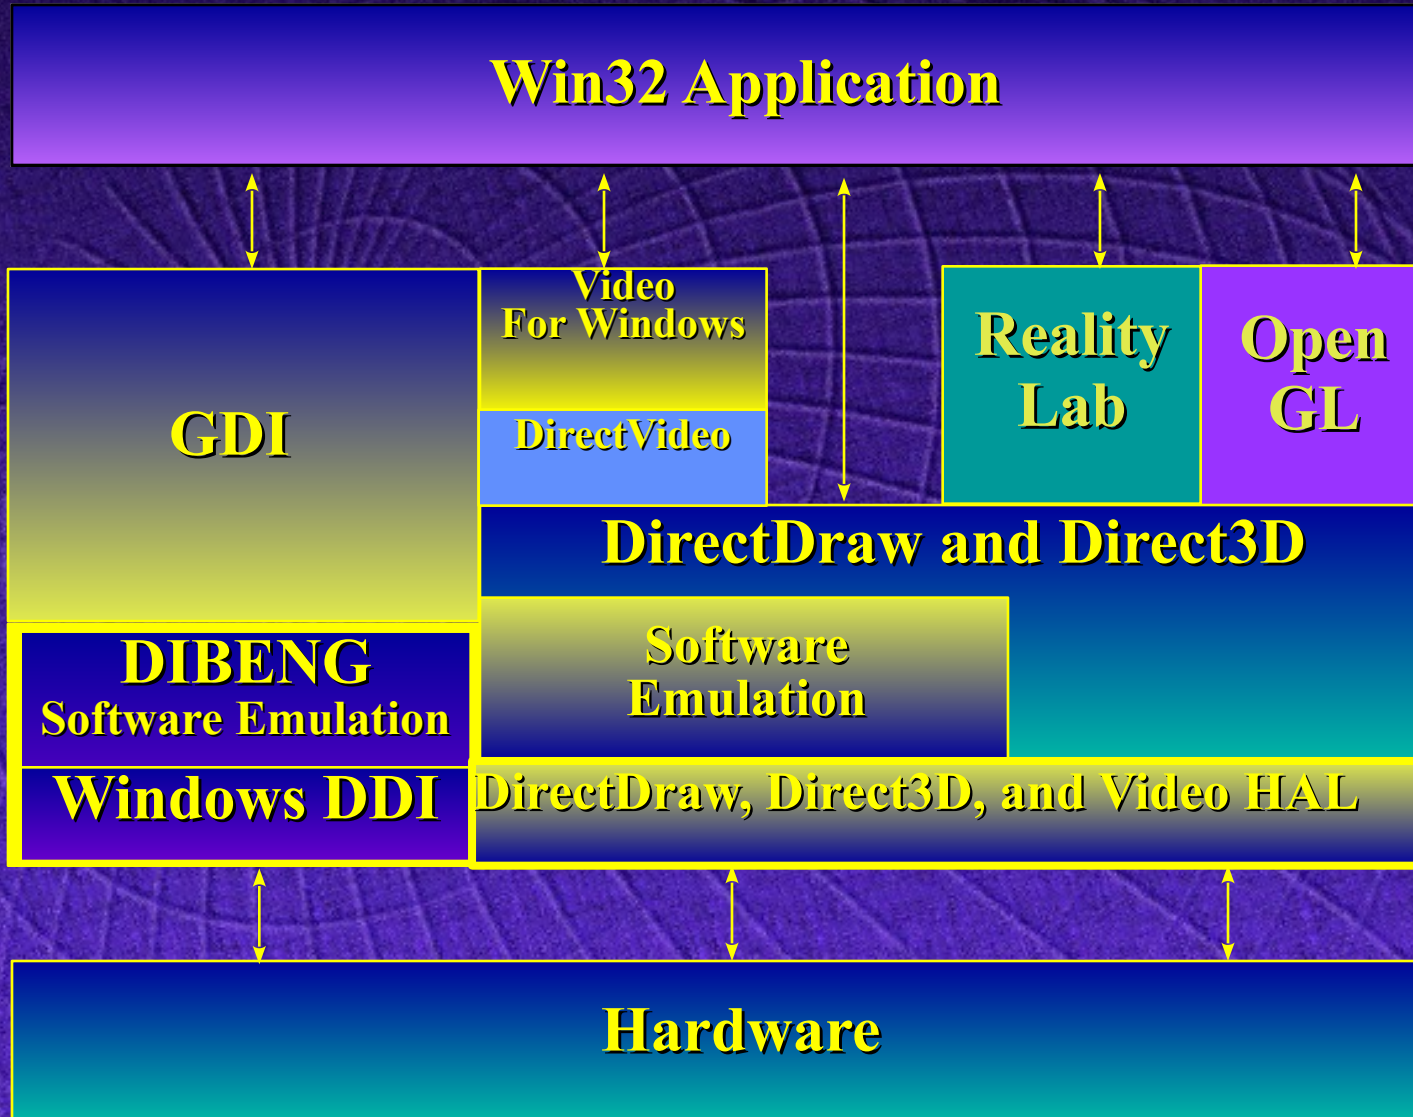 Win32 Application
Video
For Windows
DirectVideo
GDI
Reality
Lab
Open
GL
DirectDraw and Direct3D
Software
Emulation
DIBENG
Software Emulation
Windows DDI
DirectDraw, Direct3D, and Video HAL
Hardware